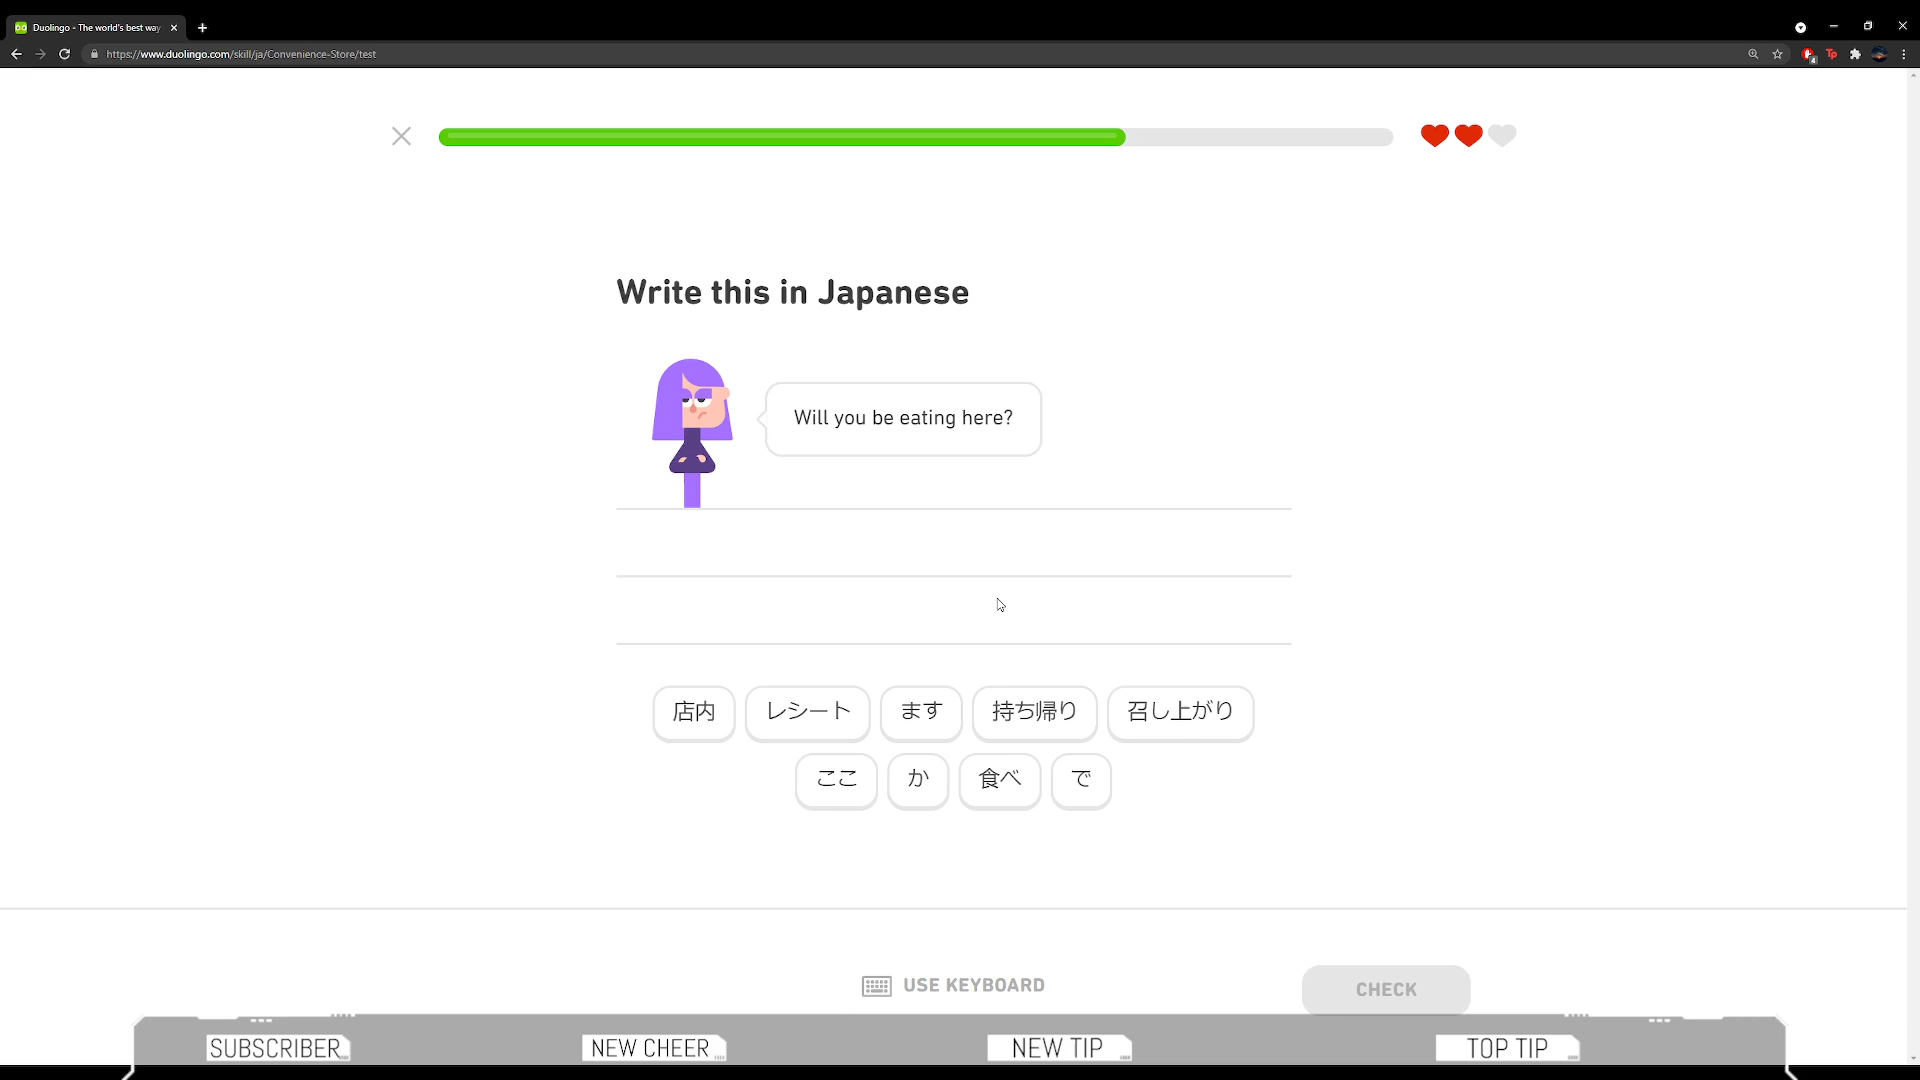 Duolingo - The world's best way
https://www.duolingo.com/skill/ja/Convenience-Store/test
4
Tp
Write this in Japanese
Will you be eating here?
店内 レシート ます 持ち帰り 召し上がり
ここ か 食べ で
USE KEYBOARD
CHECK
SUBSCRIBER NEW CHEER NEW TIP TOP TIP